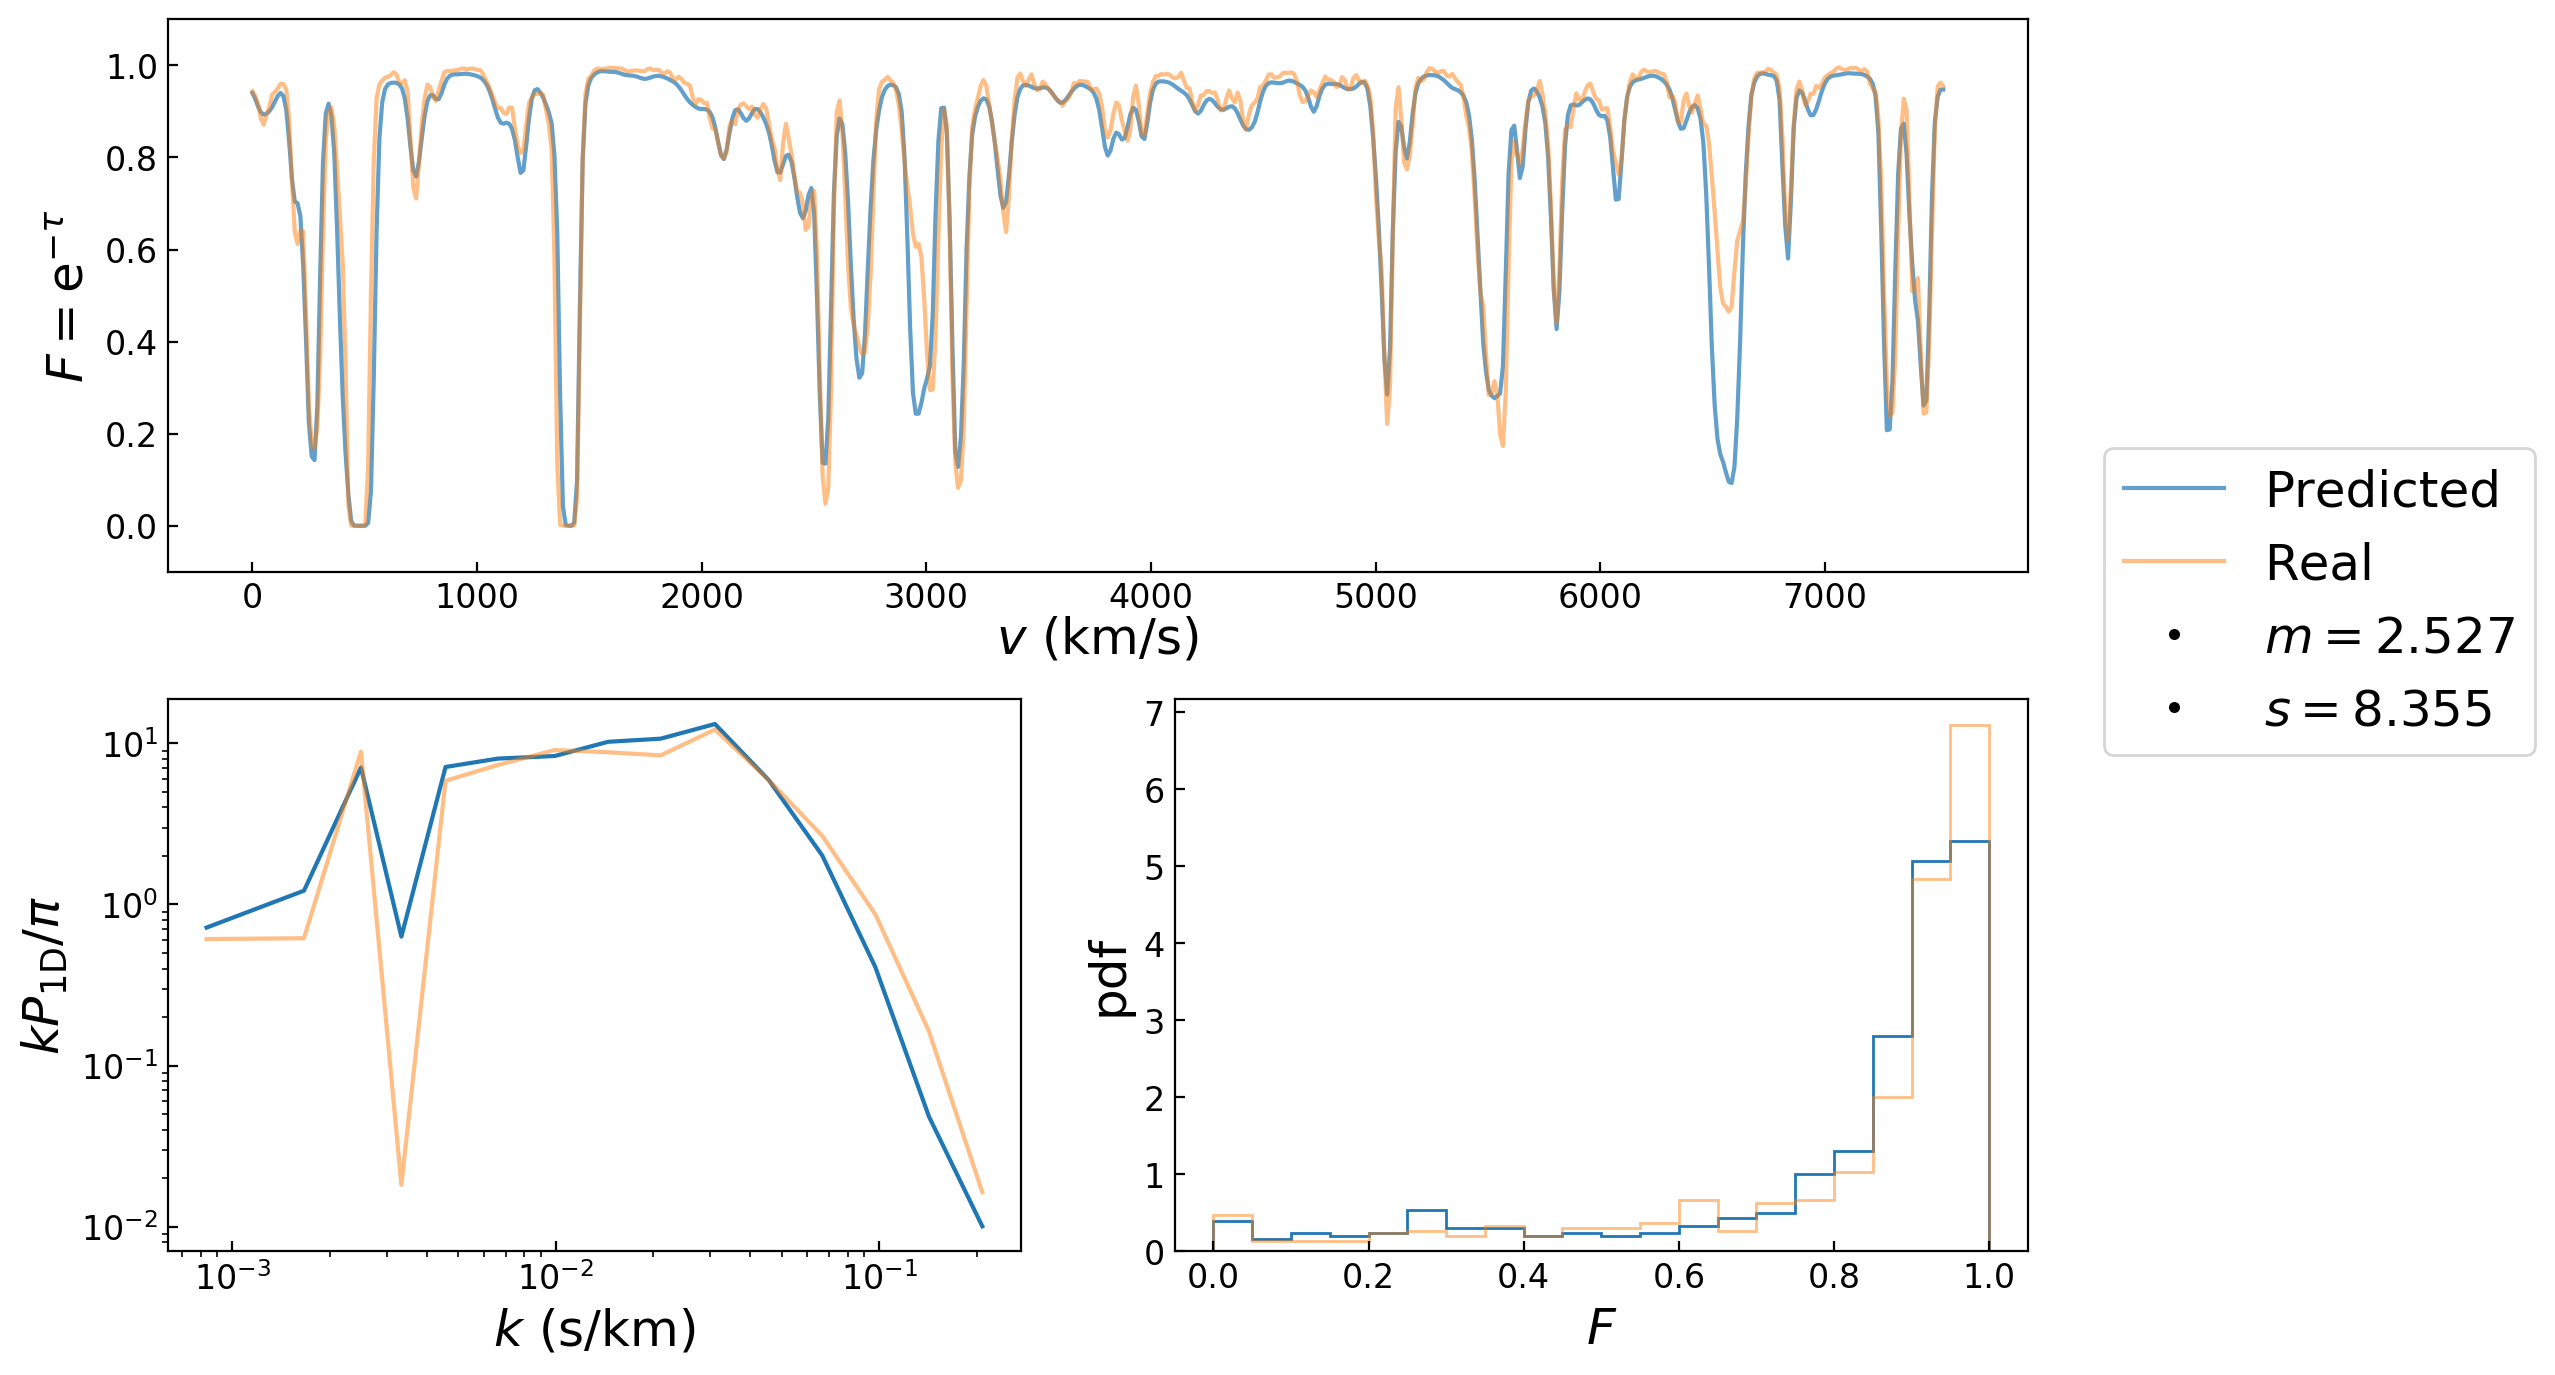 1.0
0.8
0.6
0.4
0.2
0.0
F = e^{−τ}
0 1000 2000 3000 4000 5000 6000 7000
v (km/s)
Predicted
Real
m = 2.527
s = 8.355
10^1
10^0
10^{−1}
10^{−2}
kP_{1D}/π
10^{−3} 10^{−2} 10^{−1}
k (s/km)
7
6
5
4
3
2
1
0
pdf
0.0 0.2 0.4 0.6 0.8 1.0
F